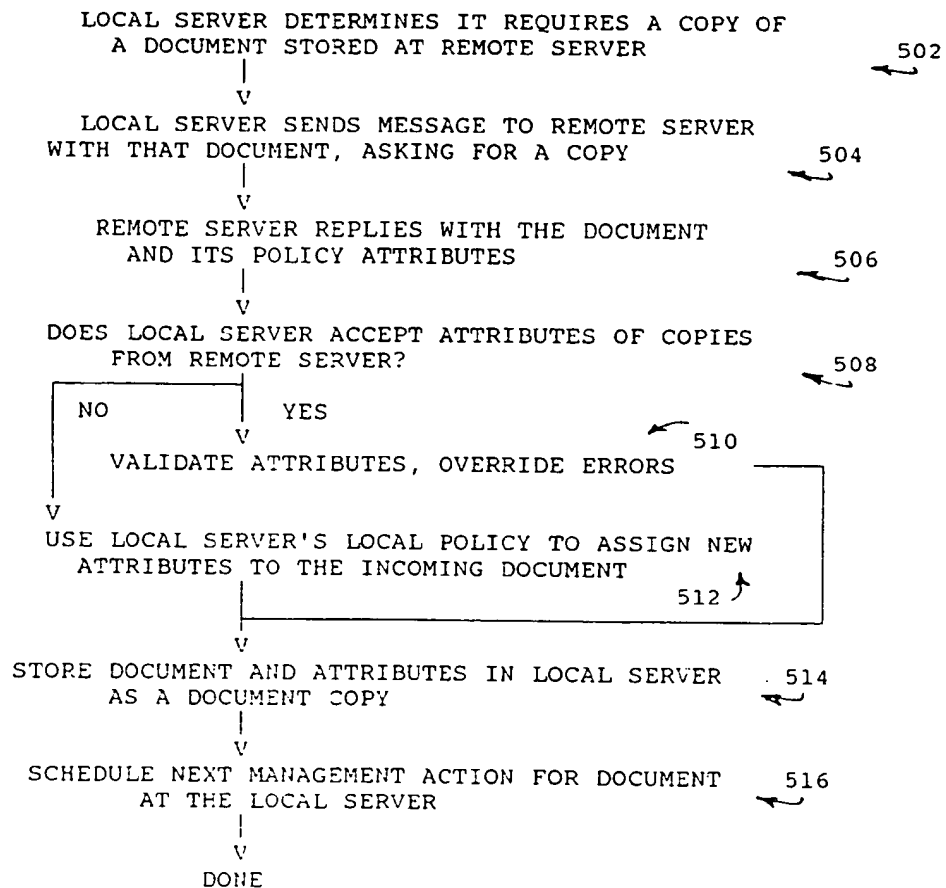 LOCAL SERVER DETERMINES IT REQUIRES A COPY OF
A DOCUMENT STORED AT REMOTE SERVER
502
LOCAL SERVER SENDS MESSAGE TO REMOTE SERVER
WITH THAT DOCUMENT, ASKING FOR A COPY
504
REMOTE SERVER REPLIES WITH THE DOCUMENT
AND ITS POLICY ATTRIBUTES
506
DOES LOCAL SERVER ACCEPT ATTRIBUTES OF COPIES
FROM REMOTE SERVER?
508
NO YES
510
VALIDATE ATTRIBUTES, OVERRIDE ERRORS
USE LOCAL SERVER'S LOCAL POLICY TO ASSIGN NEW
ATTRIBUTES TO THE INCOMING DOCUMENT
512
STORE DOCUMENT AND ATTRIBUTES IN LOCAL SERVER 514
AS A DOCUMENT COPY
SCHEDULE NEXT MANAGEMENT ACTION FOR DOCUMENT 516
AT THE LOCAL SERVER
DONE